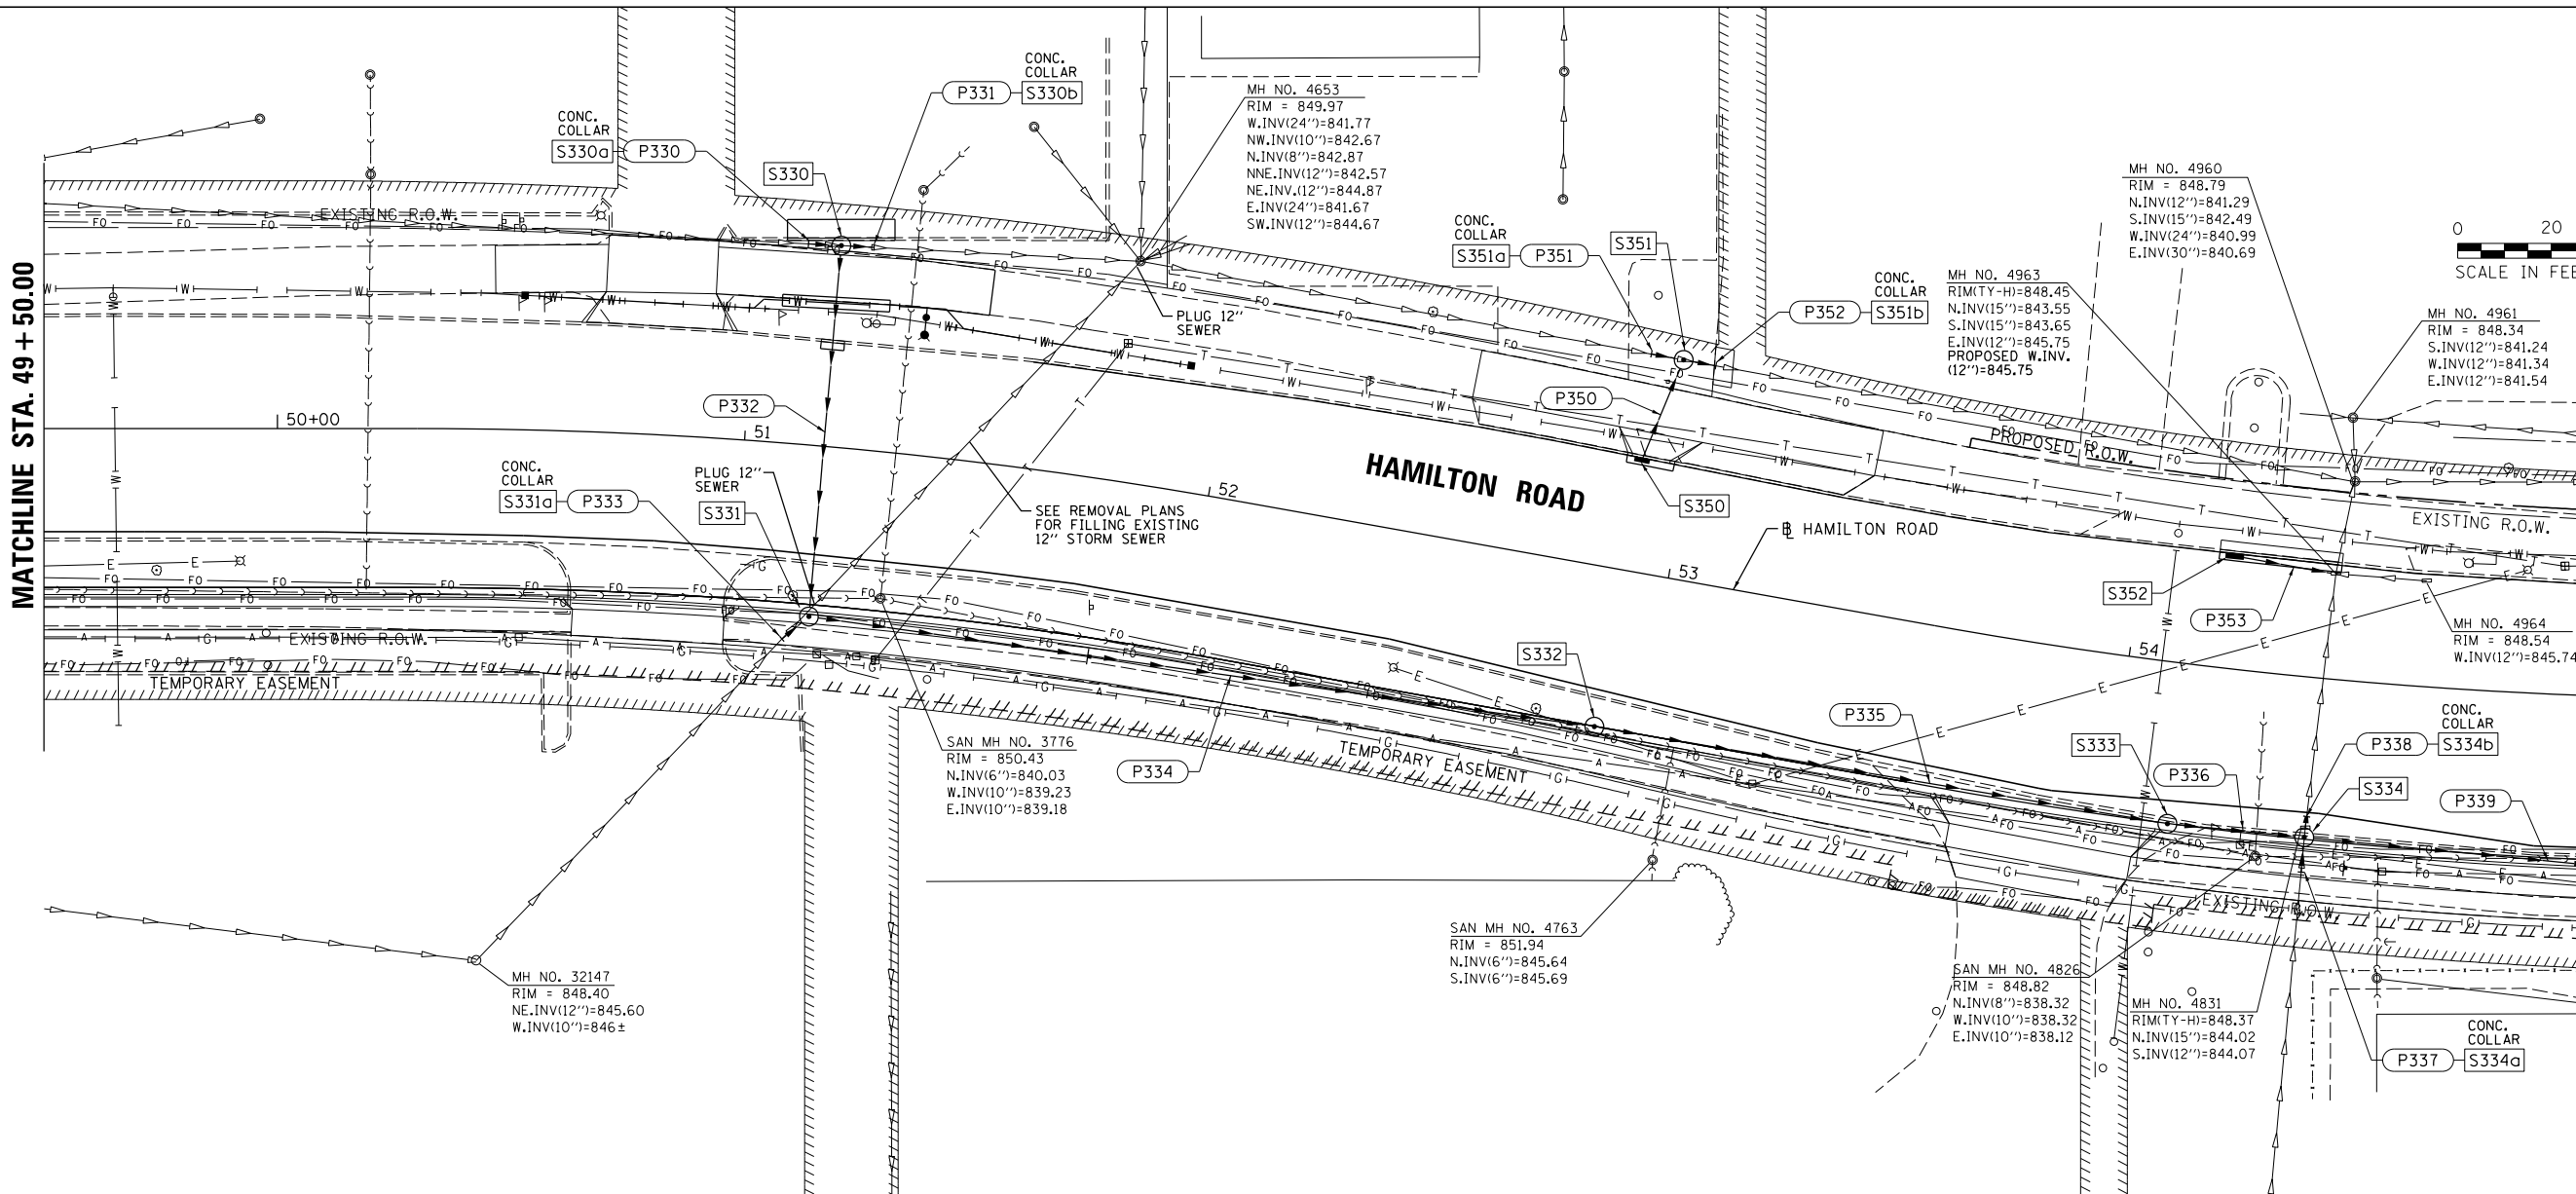 MATCHLINE STA. 49+50.00
CONC.
COLLAR
S330a
P330
S330
P331
CONC.
COLLAR
S330b
MH NO. 4653
RIM = 849.97
W.INV(24'')=841.77
NW.INV(10'')=842.67
N.INV(8'')=842.87
NNE.INV(12'')=842.57
NE.INV.(12'')=844.87
E.INV(24'')=841.67
SW.INV(12'')=844.67
CONC.
COLLAR
S351a
P351
S351
P352
CONC.
COLLAR
S351b
MH NO. 4963
RIM(TY-H)=848.45
N.INV(15'')=843.55
S.INV(15'')=843.65
E.INV(12'')=845.75
PROPOSED W.INV.
(12'')=845.75
MH NO. 4960
RIM = 848.79
N.INV(12'')=841.29
S.INV(15'')=842.49
W.INV(24'')=840.99
E.INV(30'')=840.69
0 20
SCALE IN FEE
MH NO. 4961
RIM = 848.34
S.INV(12'')=841.24
W.INV(12'')=841.34
E.INV(12'')=841.54
EXISTING R.O.W.
PLUG 12''
SEWER
P332
P350
S350
PROPOSED R.O.W.
EXISTING R.O.W.
50+00
51
52
53
54
HAMILTON ROAD
℄ HAMILTON ROAD
CONC.
COLLAR
S331a
P333
PLUG 12''
SEWER
S331
SEE REMOVAL PLANS
FOR FILLING EXISTING
12'' STORM SEWER
S352
P353
MH NO. 4964
RIM = 848.54
W.INV(12'')=845.74
EXISTING R.O.W.
TEMPORARY EASEMENT
S332
P335
S333
P336
P338
CONC.
COLLAR
S334b
S334
P339
SAN MH NO. 3776
RIM = 850.43
N.INV(6'')=840.03
W.INV(10'')=839.23
E.INV(10'')=839.18
P334
TEMPORARY EASEMENT
EXISTING R.O.W.
MH NO. 32147
RIM = 848.40
NE.INV(12'')=845.60
W.INV(10'')=846±
SAN MH NO. 4763
RIM = 851.94
N.INV(6'')=845.64
S.INV(6'')=845.69
SAN MH NO. 4826
RIM = 848.82
N.INV(8'')=838.32
W.INV(10'')=838.32
E.INV(10'')=838.12
MH NO. 4831
RIM(TY-H)=848.37
N.INV(15'')=844.02
S.INV(12'')=844.07
P337
CONC.
COLLAR
S334a